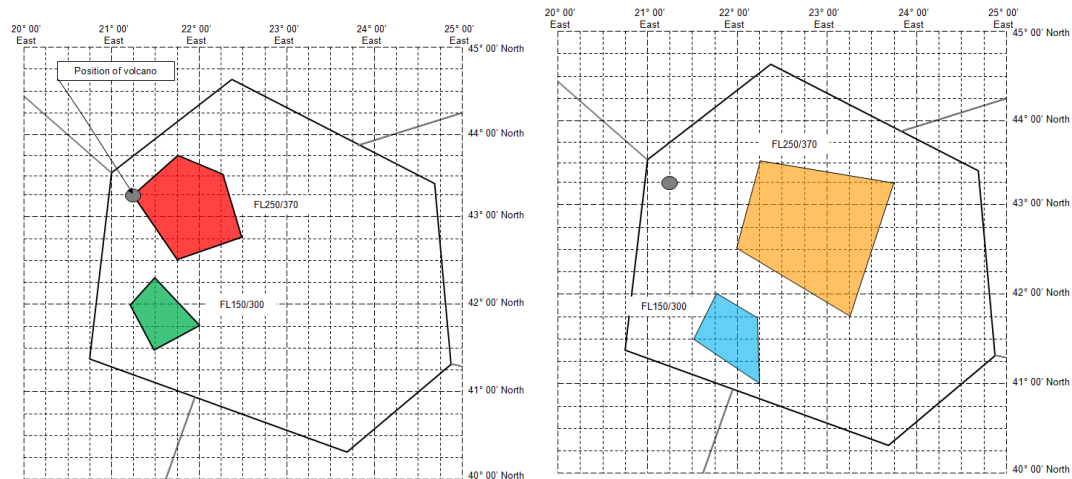 20° 00'
East
21° 00'
East
22° 00'
East
23° 00'
East
24° 00'
East
25° 00'
East
45° 00' North
Position of volcano
44° 00' North
FL250/370
43° 00' North
FL150/300
42° 00' North
41° 00' North
40° 00' North
20° 00'
East
21° 00'
East
22° 00'
East
23° 00'
East
24° 00'
East
25° 00'
East
45° 00' North
FL250/370
44° 00' North
43° 00' North
FL150/300
42° 00' North
41° 00' North
40° 00' North